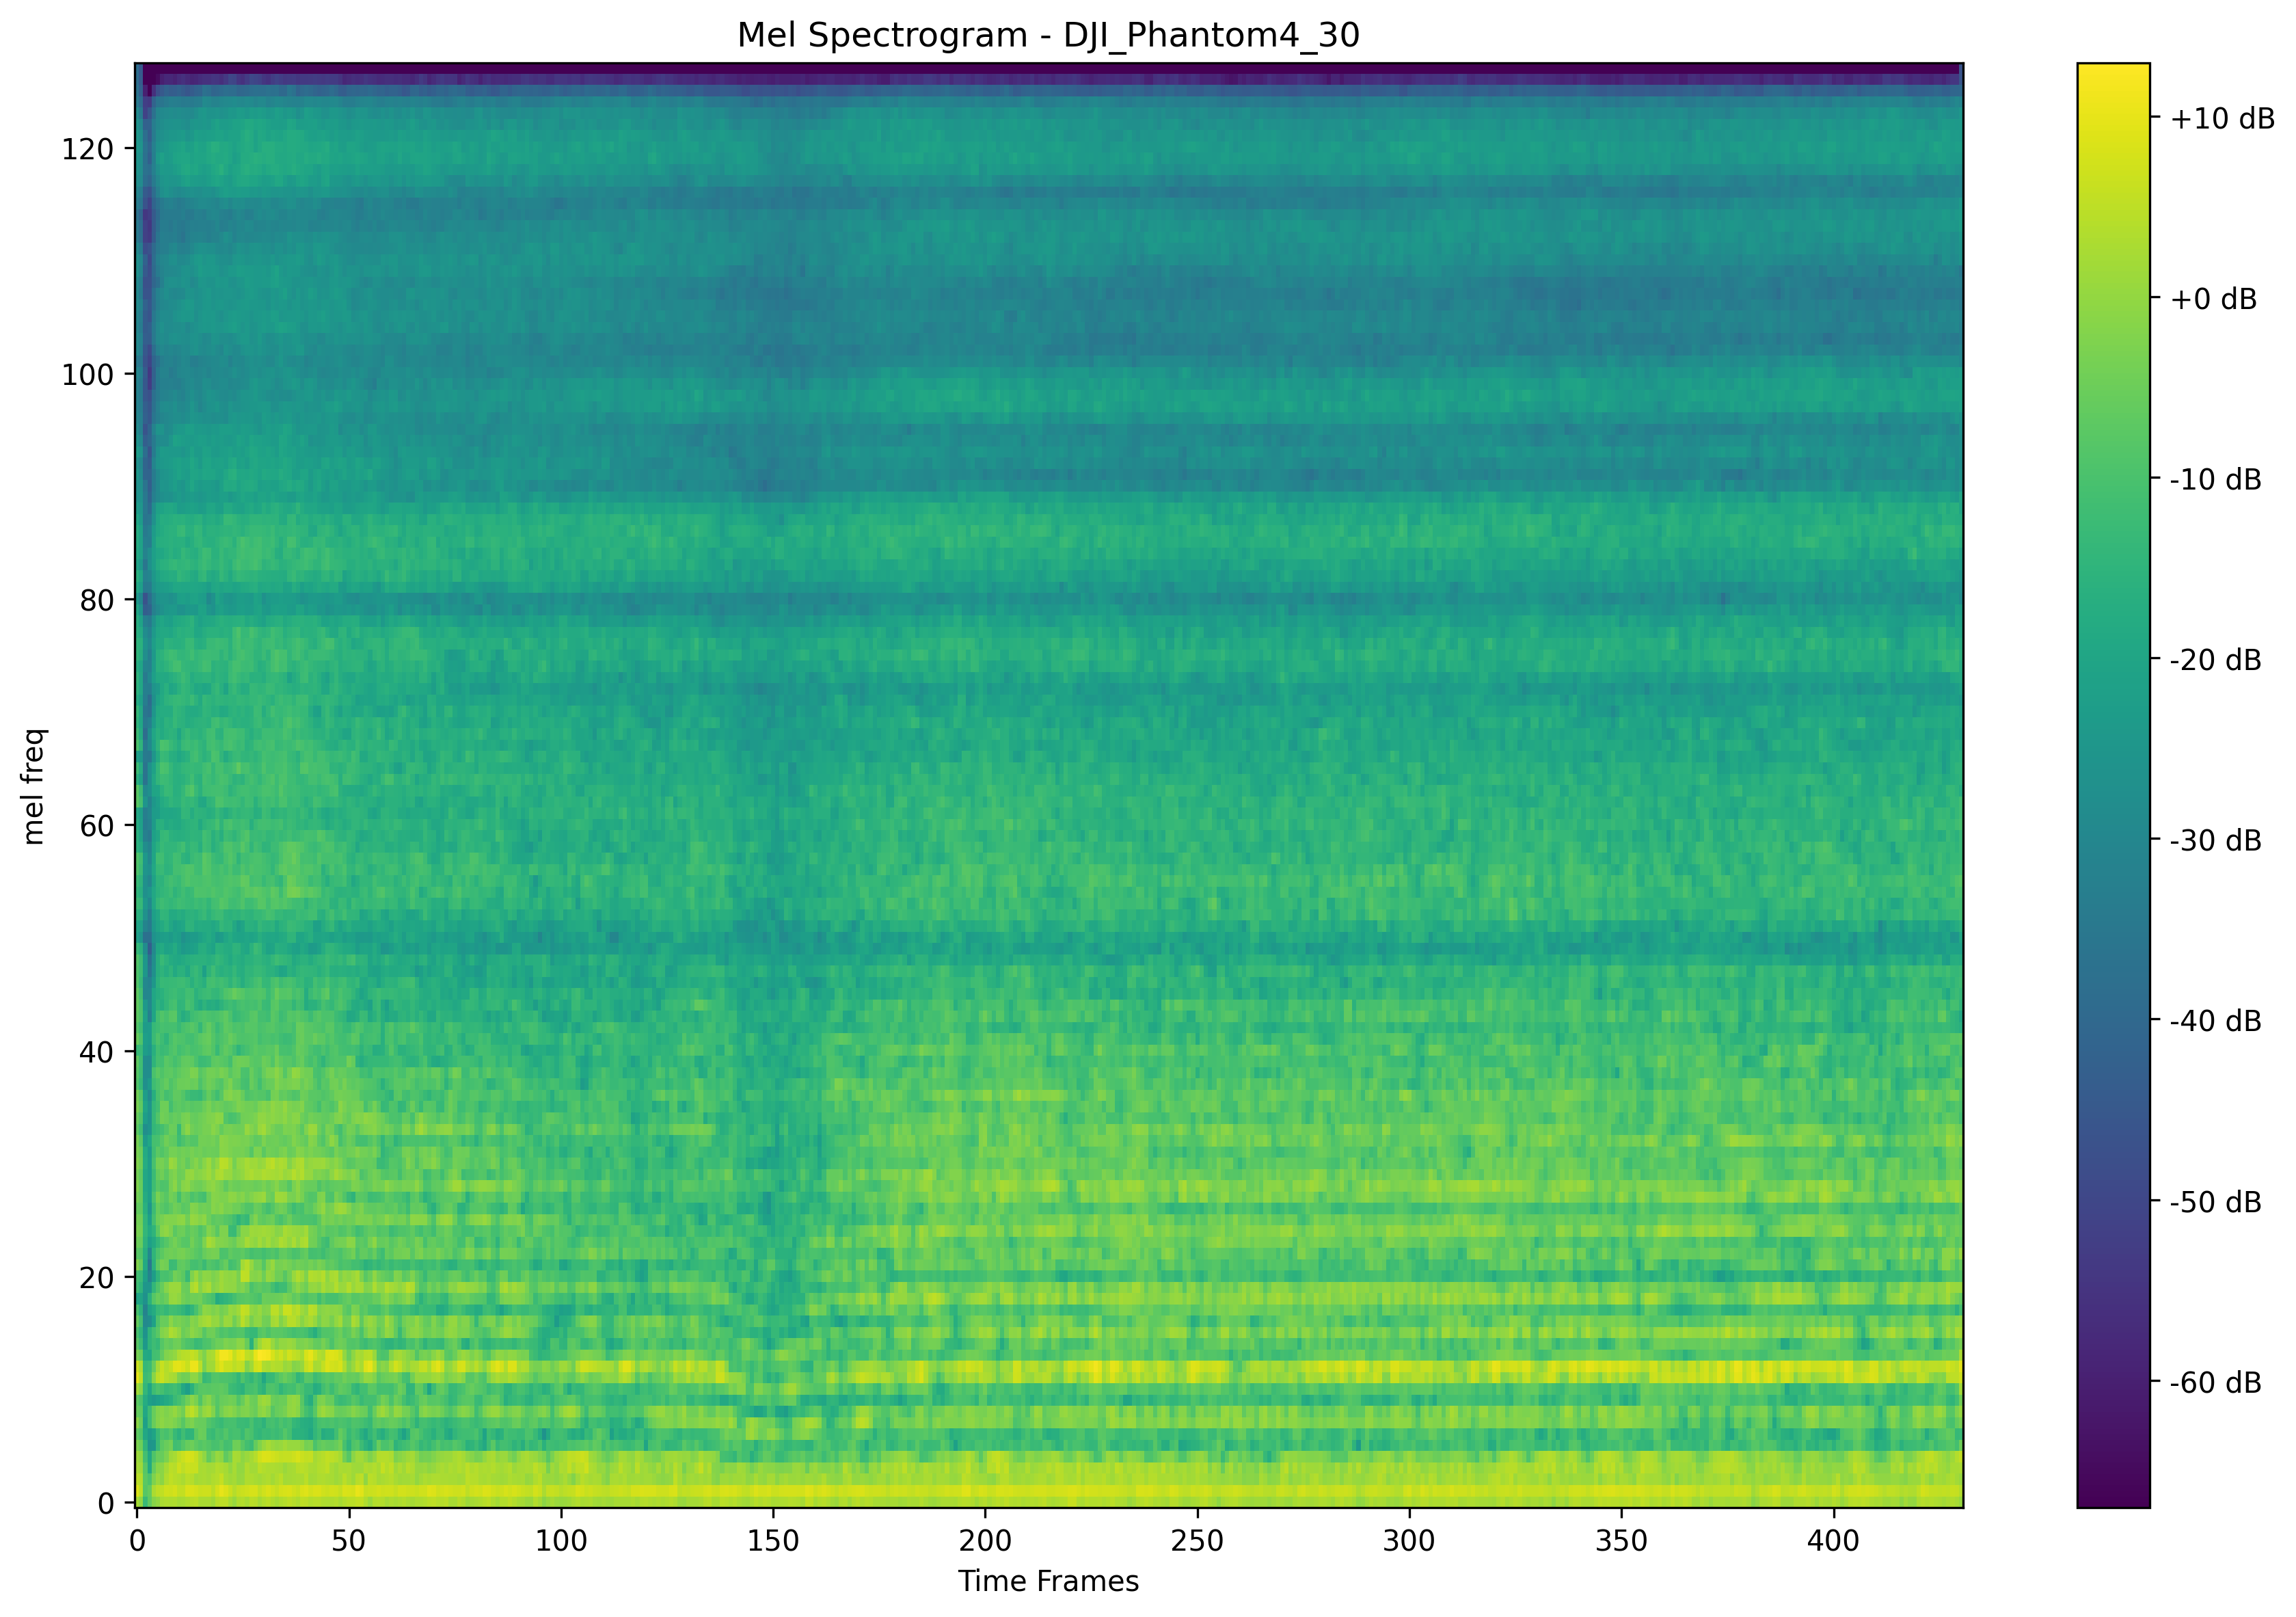 Mel Spectrogram - DJI_Phantom4_30
mel freq
120
100
80
60
40
20
0
0 50 100 150 200 250 300 350 400
Time Frames
+10 dB
+0 dB
-10 dB
-20 dB
-30 dB
-40 dB
-50 dB
-60 dB